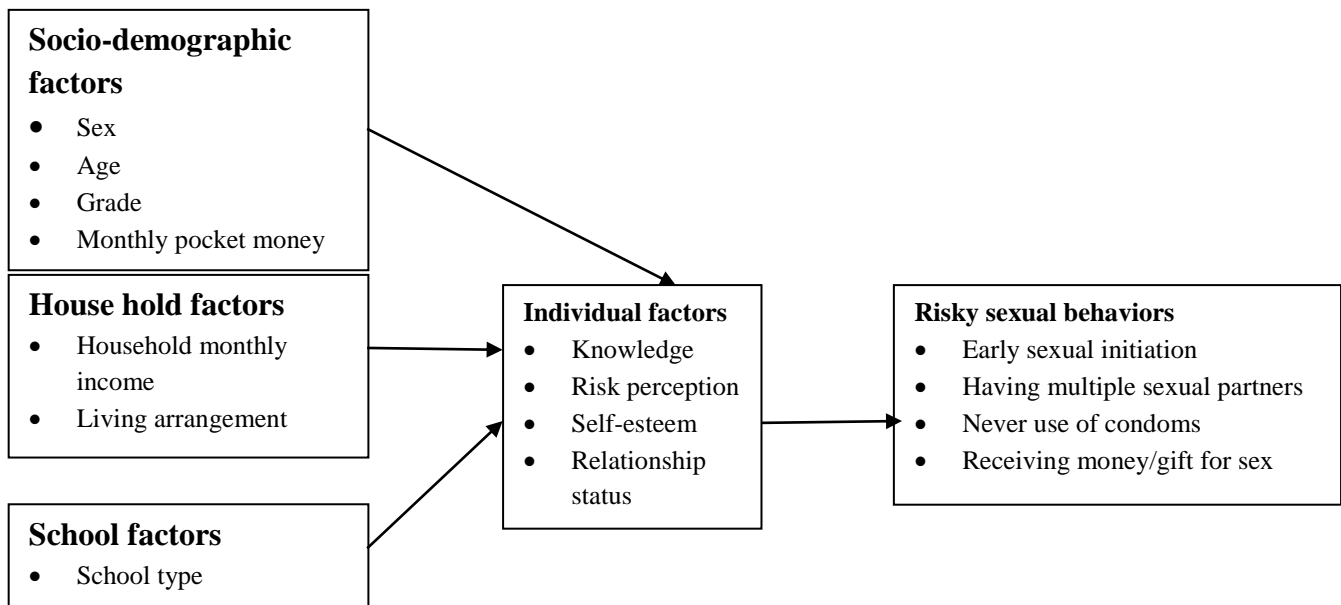 Socio-demographic
factors
• Sex
• Age
• Grade
• Monthly pocket money
House hold factors
• Household monthly
income
• Living arrangement
School factors
• School type
Individual factors
• Knowledge
• Risk perception
• Self-esteem
• Relationship
status
Risky sexual behaviors
• Early sexual initiation
• Having multiple sexual partners
• Never use of condoms
• Receiving money/gift for sex